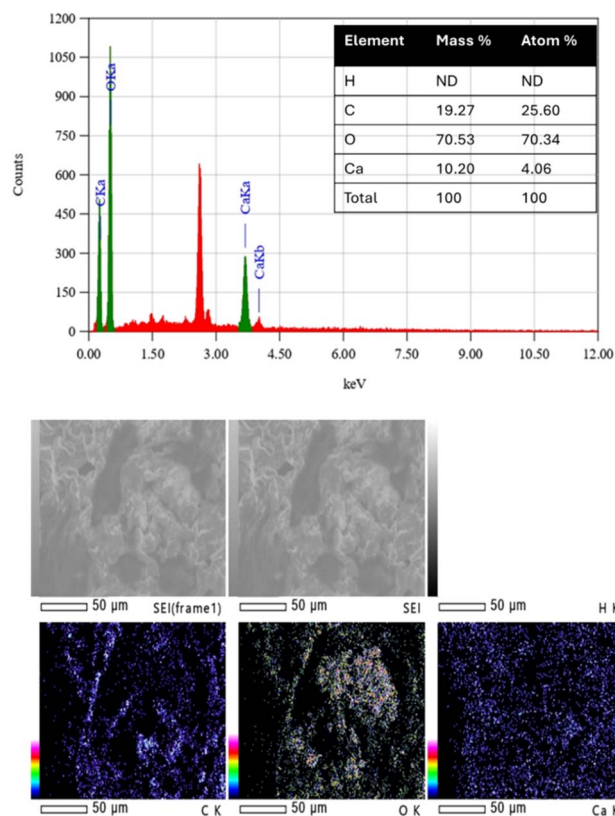 1200
1050
900
750
600
450
300
150
0
Counts
CKa
OKa
CaKa
CaKb
Element Mass % Atom %
H ND ND
C 19.27 25.60
O 70.53 70.34
Ca 10.20 4.06
Total 100 100
0.00 1.50 3.00 4.50 6.00 7.50 9.00 10.50 12.00
keV
50 µm SEI(frame1)
50 µm SEI
50 µm H K
50 µm C K
50 µm O K
50 µm Ca K